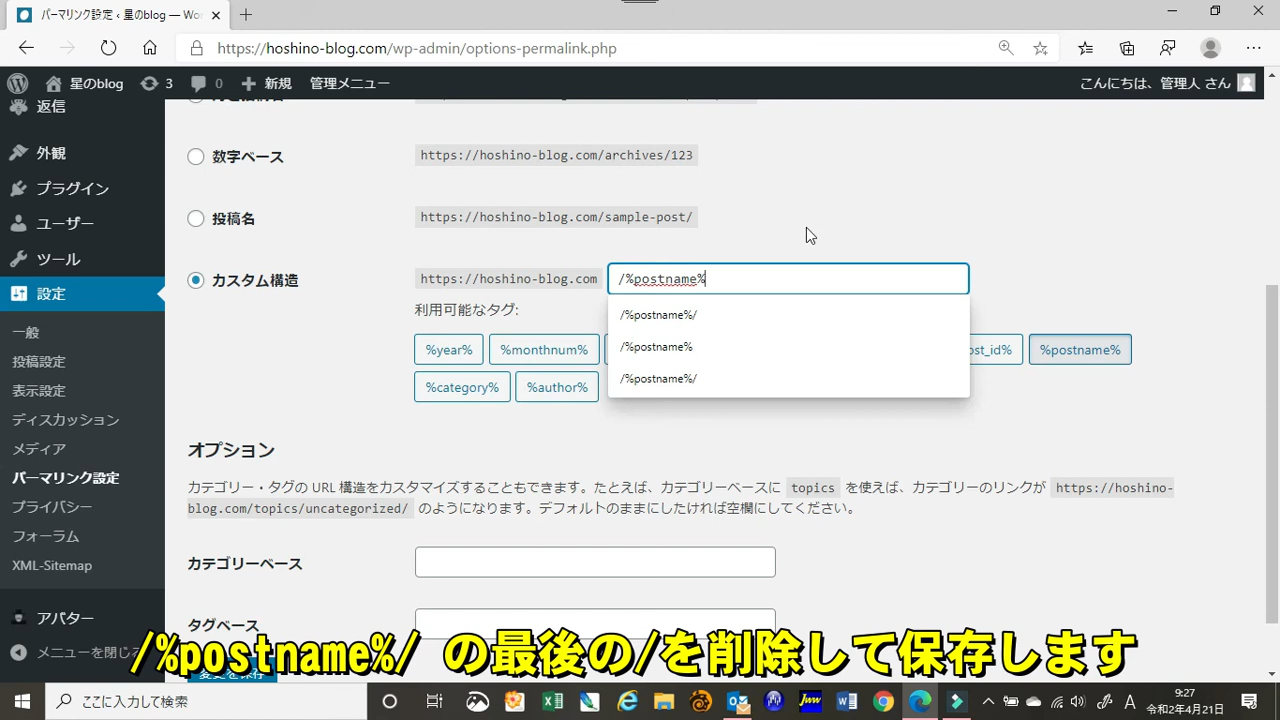 パーマリンク設定 ‹ 星のblog — Wo
https://hoshino-blog.com/wp-admin/options-permalink.php
星のblog 3 0 新規 管理メニュー こんにちは、管理人 さん
返信
外観
プラグイン
ユーザー
ツール
設定
一般
投稿設定
表示設定
ディスカッション
メディア
パーマリンク設定
プライバシー
フォーラム
XML-Sitemap
アバター
メニューを閉じる
数字ベース https://hoshino-blog.com/archives/123
投稿名 https://hoshino-blog.com/sample-post/
カスタム構造 https://hoshino-blog.com /%postname%
利用可能なタグ:
/%postname%/
/%postname%
/%postname%/
%year% %monthnum% ost_id% %postname%
%category% %author%
オプション
カテゴリー・タグの URL 構造をカスタマイズすることもできます。たとえば、カテゴリーベースに topics を使えば、カテゴリーのリンクが https://hoshino-
blog.com/topics/uncategorized/ のようになります。デフォルトのままにしたければ空欄にしてください。
カテゴリーベース
タグベース
変更を保存
/%postname%/ の最後の/を削除して保存します
ここに入力して検索
A
9:27
令和2年4月21日